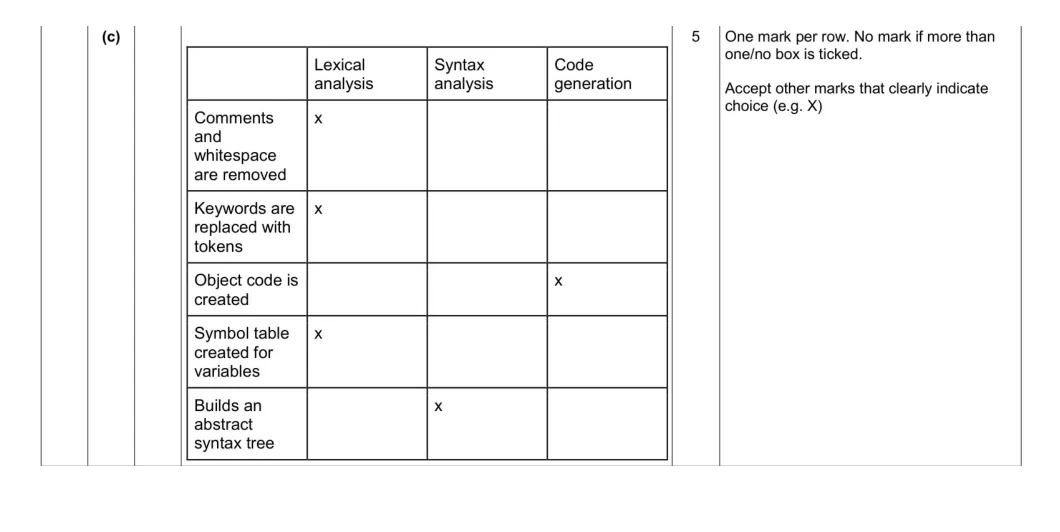 (c)
Lexical analysis
Syntax analysis
Code generation
Comments and whitespace are removed
x
Keywords are replaced with tokens
x
Object code is created
x
Symbol table created for variables
x
Builds an abstract syntax tree
x
5
One mark per row. No mark if more than
one/no box is ticked.
Accept other marks that clearly indicate
choice (e.g. X)